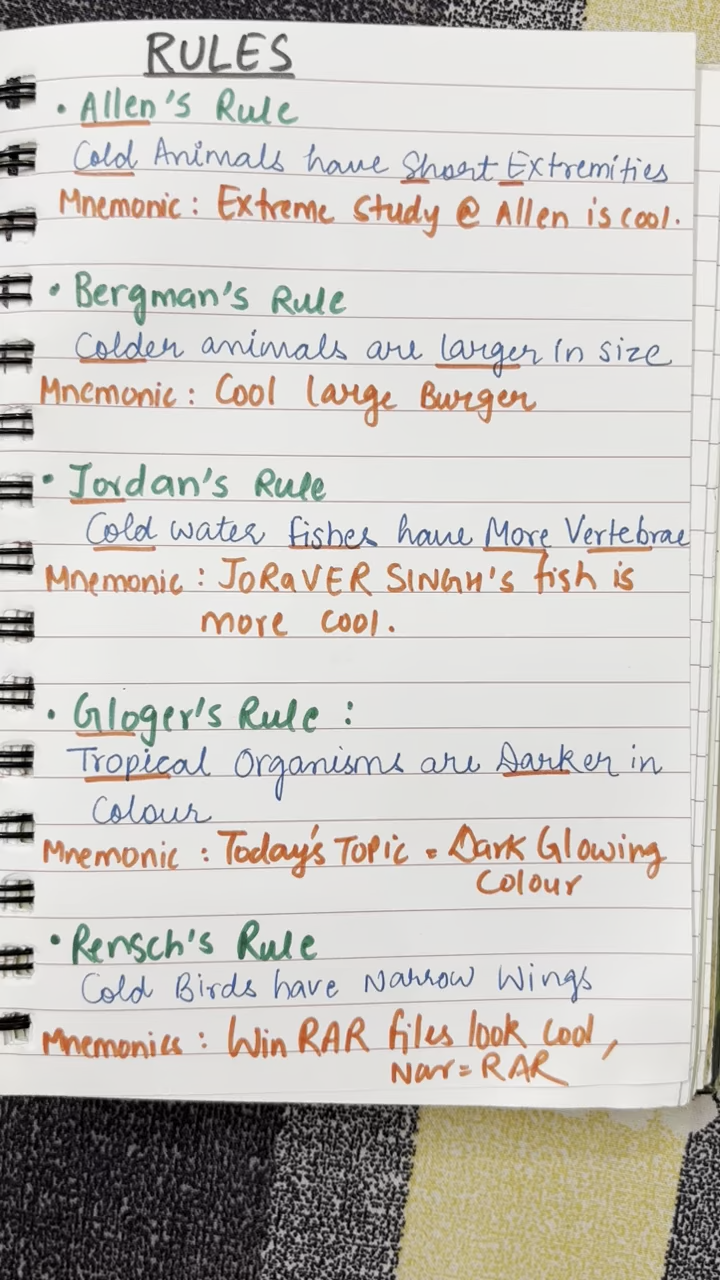 RULES
• Allen's Rule
Cold Animals have Short Extremities
Mnemonic : Extreme Study @ Allen is cool.
• Bergman's Rule
Colder animals are larger in size
Mnemonic : Cool large Burger
• Jordan's Rule
Cold water fishes have More Vertebrae
Mnemonic : JORaVER SINGH's fish is
more cool.
• Gloger's Rule :
Tropical Organisms are Darker in
Colour
Mnemonic : Today's Topic = Dark Glowing
Colour
• Rensch's Rule
Cold Birds have Narrow Wings
Mnemonics : Win RAR files look cool,
Nar = RAR